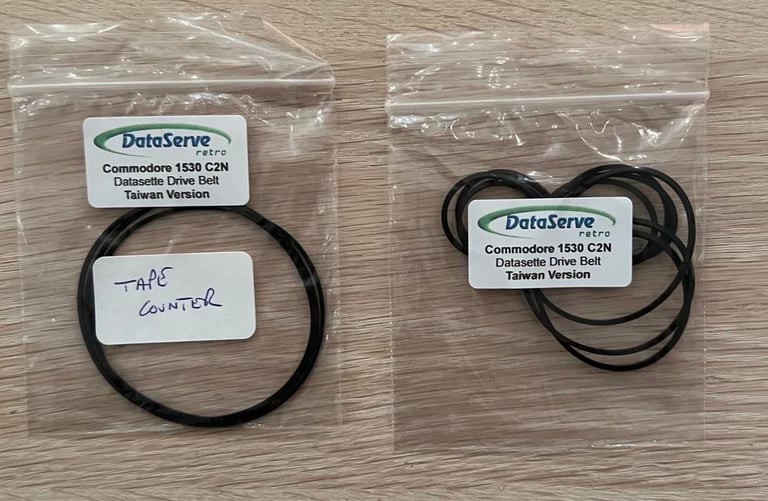 DataServe
retro
Commodore 1530 C2N
Datasette Drive Belt
Taiwan Version
TAPE
COUNTER
DataServe
retro
Commodore 1530 C2N
Datasette Drive Belt
Taiwan Version